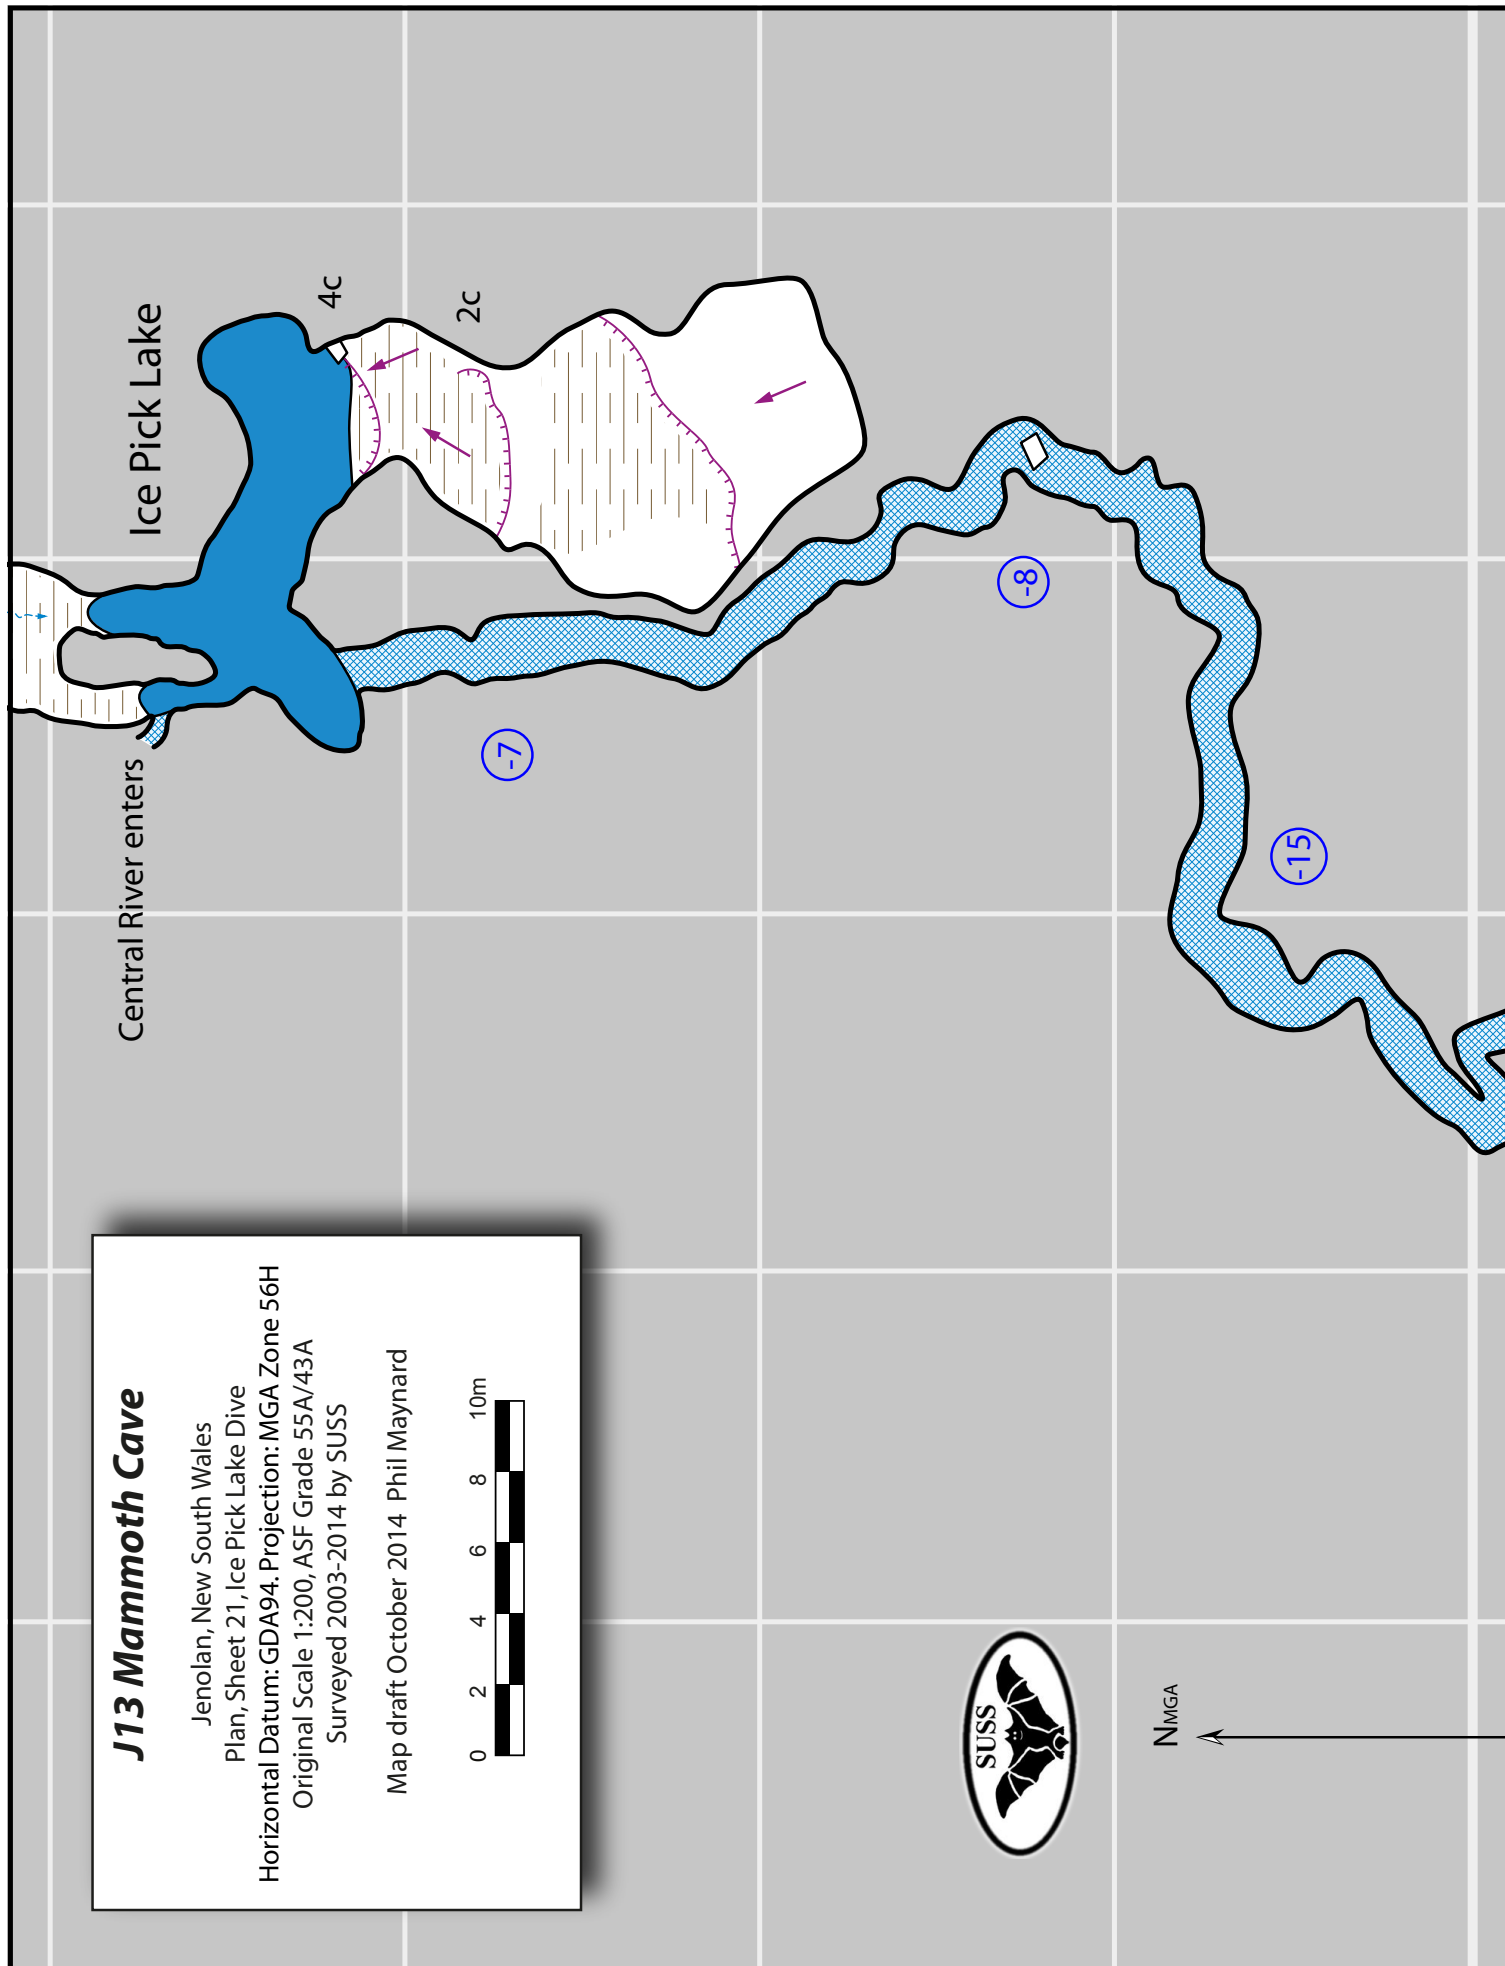 J13 Mammoth Cave
Jenolan, New South Wales
Plan, Sheet 21, Ice Pick Lake Dive
Horizontal Datum: GDA94. Projection: MGA Zone 56H
Original Scale 1:200, ASF Grade 55A/43A
Surveyed 2003-2014 by SUSS
Map draft October 2014 Phil Maynard
0 2 4 6 8 10m
Central River enters
Ice Pick Lake
4c
2c
-7
-8
-15
SUSS
NMGA